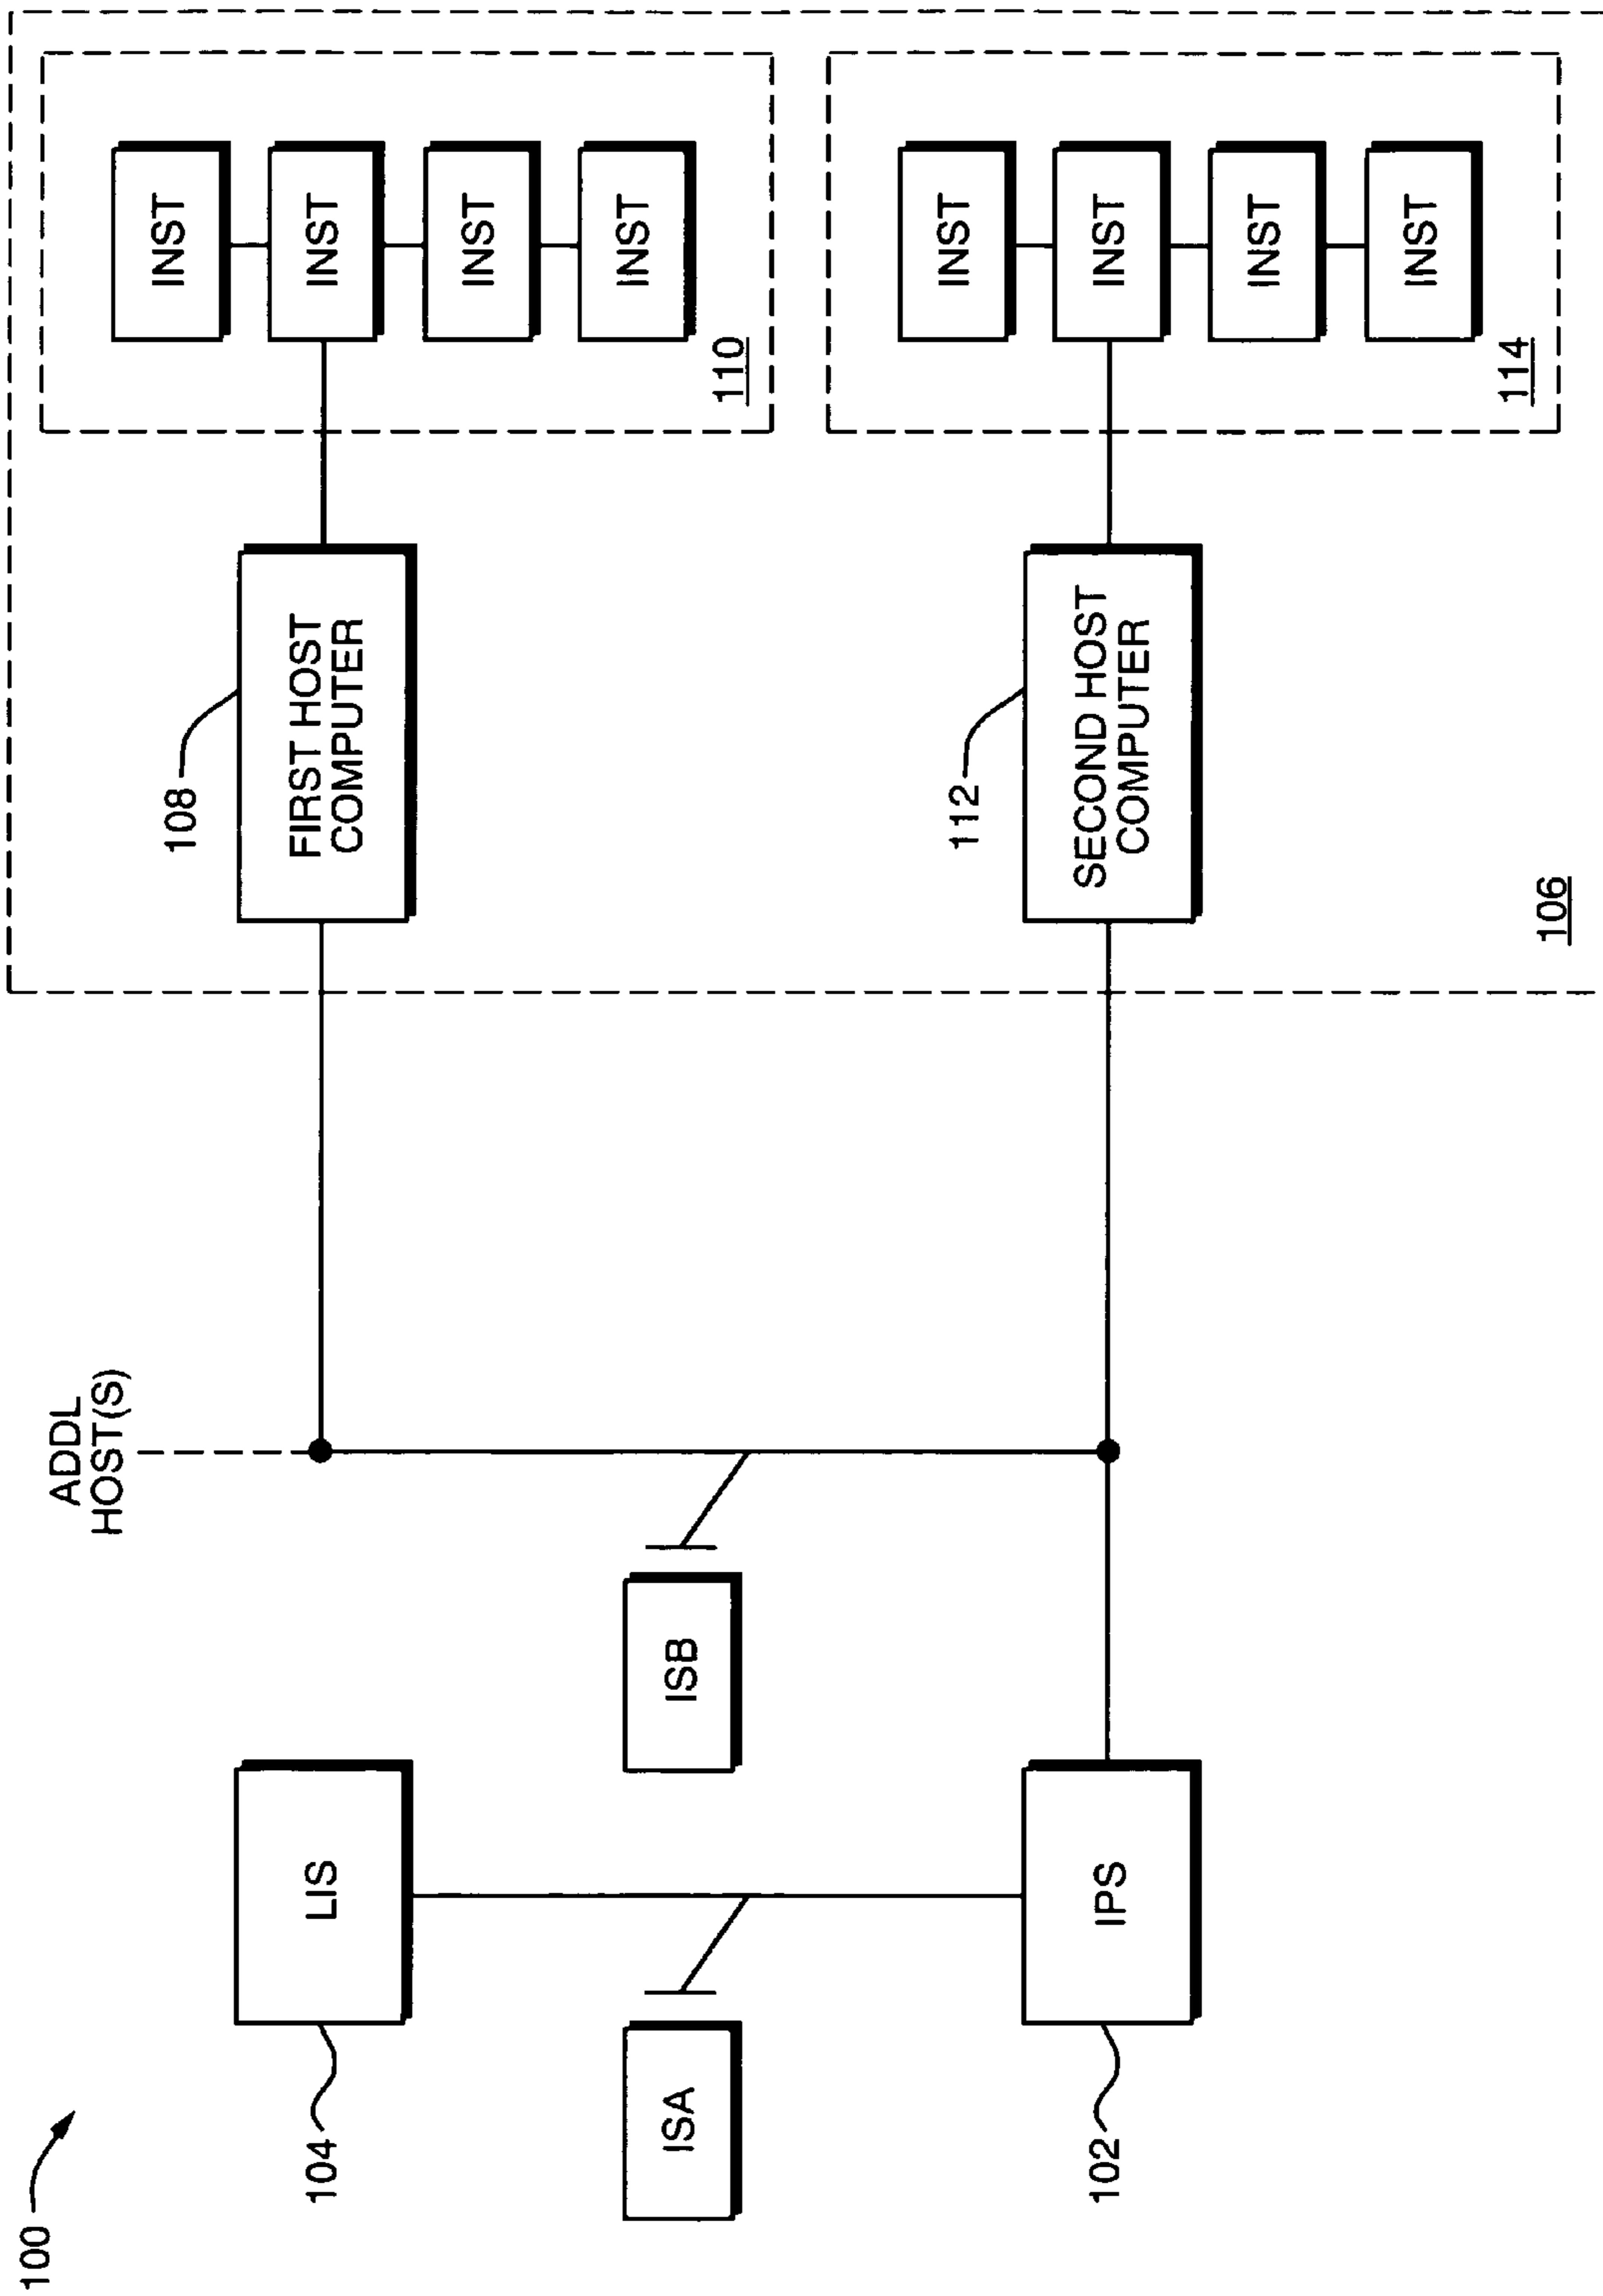 100
104
LIS
ISA
102
IPS
ISB
ADDL
HOST(S)
108
FIRST HOST
COMPUTER
112
SECOND HOST
COMPUTER
106
INST
INST
INST
INST
110
INST
INST
INST
INST
114